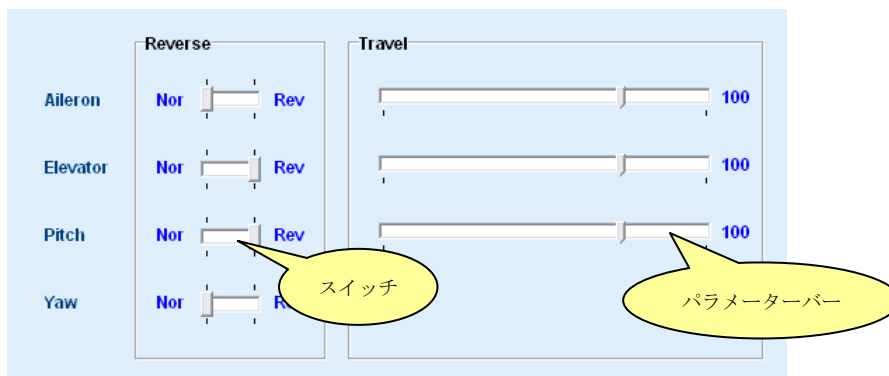 Reverse
Travel
Aileron Nor Rev 100
Elevator Nor Rev 100
Pitch Nor Rev 100
スイッチ
パラメーターバー
Yaw Nor